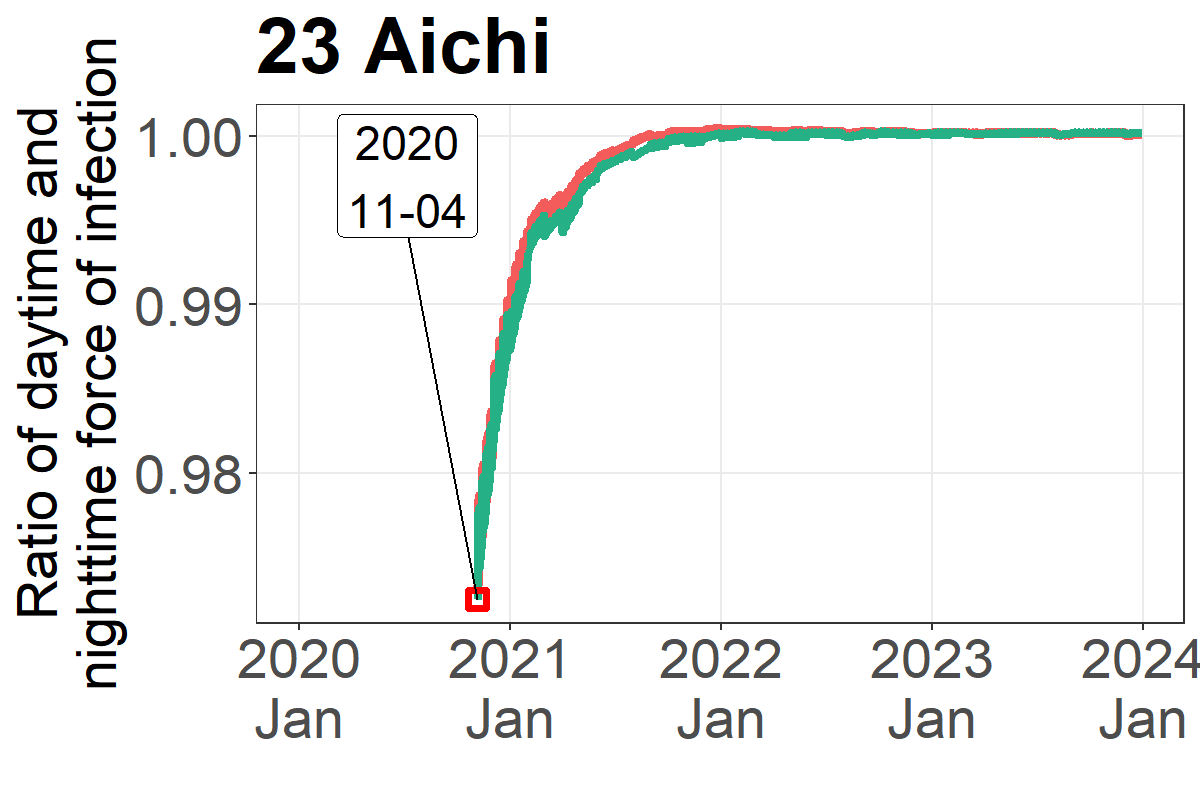 23 Aichi
Ratio of daytime and
nighttime force of infection
1.00
0.99
0.98
2020
11-04
2020
Jan
2021
Jan
2022
Jan
2023
Jan
2024
Jan